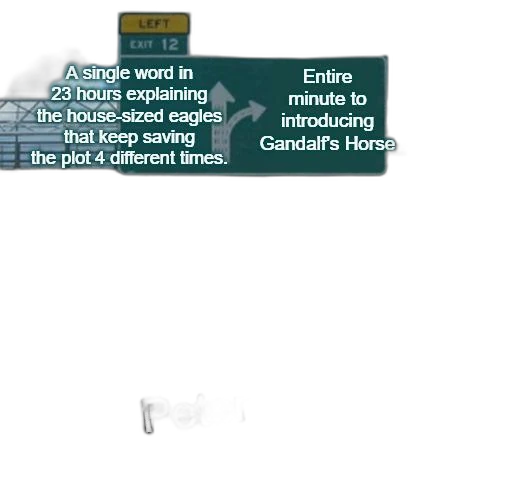 LEFT
EXIT 12
A single word in
23 hours explaining
the house-sized eagles
that keep saving
the plot 4 different times.
Entire
minute to
introducing
Gandalf's Horse